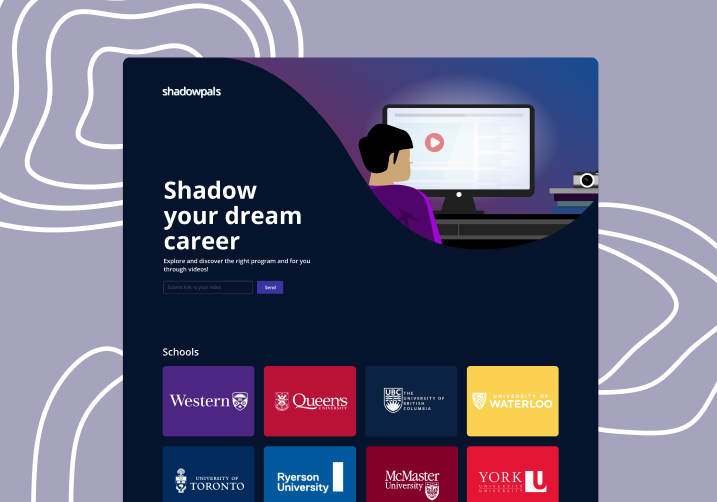 shadowpals
Shadow
your dream
career
Explore and discover the right program and for you
through videos!
Submit link to your video
Send
Schools
Western
Queen's
UNIVERSITY
UBC
THE
UNIVERSITY OF
BRITISH
COLUMBIA
UNIVERSITY OF
WATERLOO
UNIVERSITY OF
TORONTO
Ryerson
University
McMaster
University
YORK U
UNIVERSITÉ
UNIVERSITY